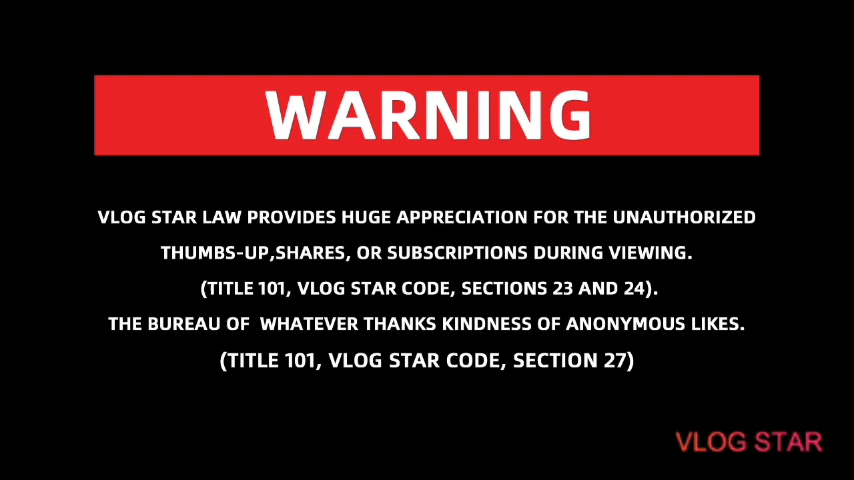 WARNING
VLOG STAR LAW PROVIDES HUGE APPRECIATION FOR THE UNAUTHORIZED
THUMBS-UP,SHARES, OR SUBSCRIPTIONS DURING VIEWING.
(TITLE 101, VLOG STAR CODE, SECTIONS 23 AND 24).
THE BUREAU OF  WHATEVER THANKS KINDNESS OF ANONYMOUS LIKES.
(TITLE 101, VLOG STAR CODE, SECTION 27)
VLOG STAR